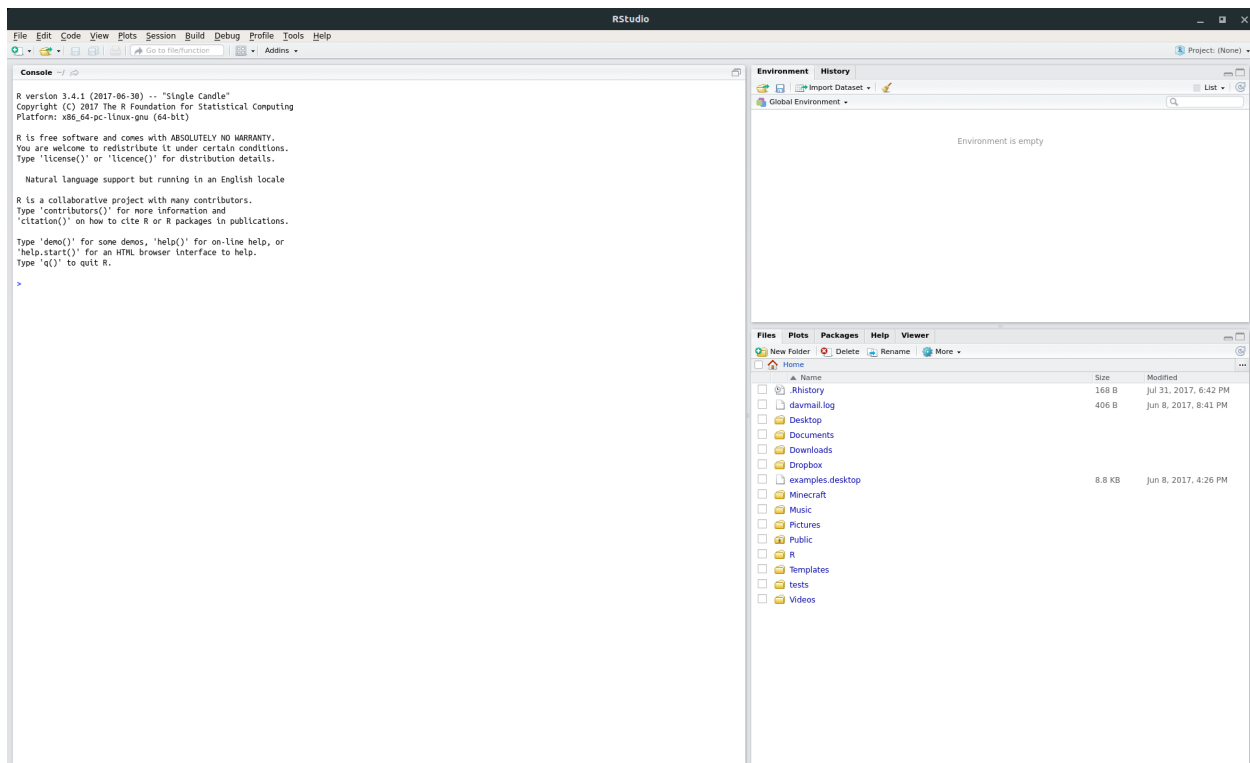 RStudio
File Edit Code View Plots Session Build Debug Profile Tools Help
Go to file/function Addins Project: (None)
Console ~/
R version 3.4.1 (2017-06-30) -- "Single Candle"
Copyright (C) 2017 The R Foundation for Statistical Computing
Platform: x86_64-pc-linux-gnu (64-bit)
R is free software and comes with ABSOLUTELY NO WARRANTY.
You are welcome to redistribute it under certain conditions.
Type 'license()' or 'licence()' for distribution details.
Natural language support but running in an English locale
R is a collaborative project with many contributors.
Type 'contributors()' for more information and
'citation()' on how to cite R or R packages in publications.
Type 'demo()' for some demos, 'help()' for on-line help, or
'help.start()' for an HTML browser interface to help.
Type 'q()' to quit R.
>
Environment History
Import Dataset List
Global Environment
Environment is empty
Files Plots Packages Help Viewer
New Folder Delete Rename More
Home ...
Name Size Modified
.Rhistory 168 B Jul 31, 2017, 6:42 PM
davmail.log 406 B Jun 8, 2017, 8:41 PM
Desktop
Documents
Downloads
Dropbox
examples.desktop 8.8 KB Jun 8, 2017, 4:26 PM
Minecraft
Music
Pictures
Public
R
Templates
tests
Videos